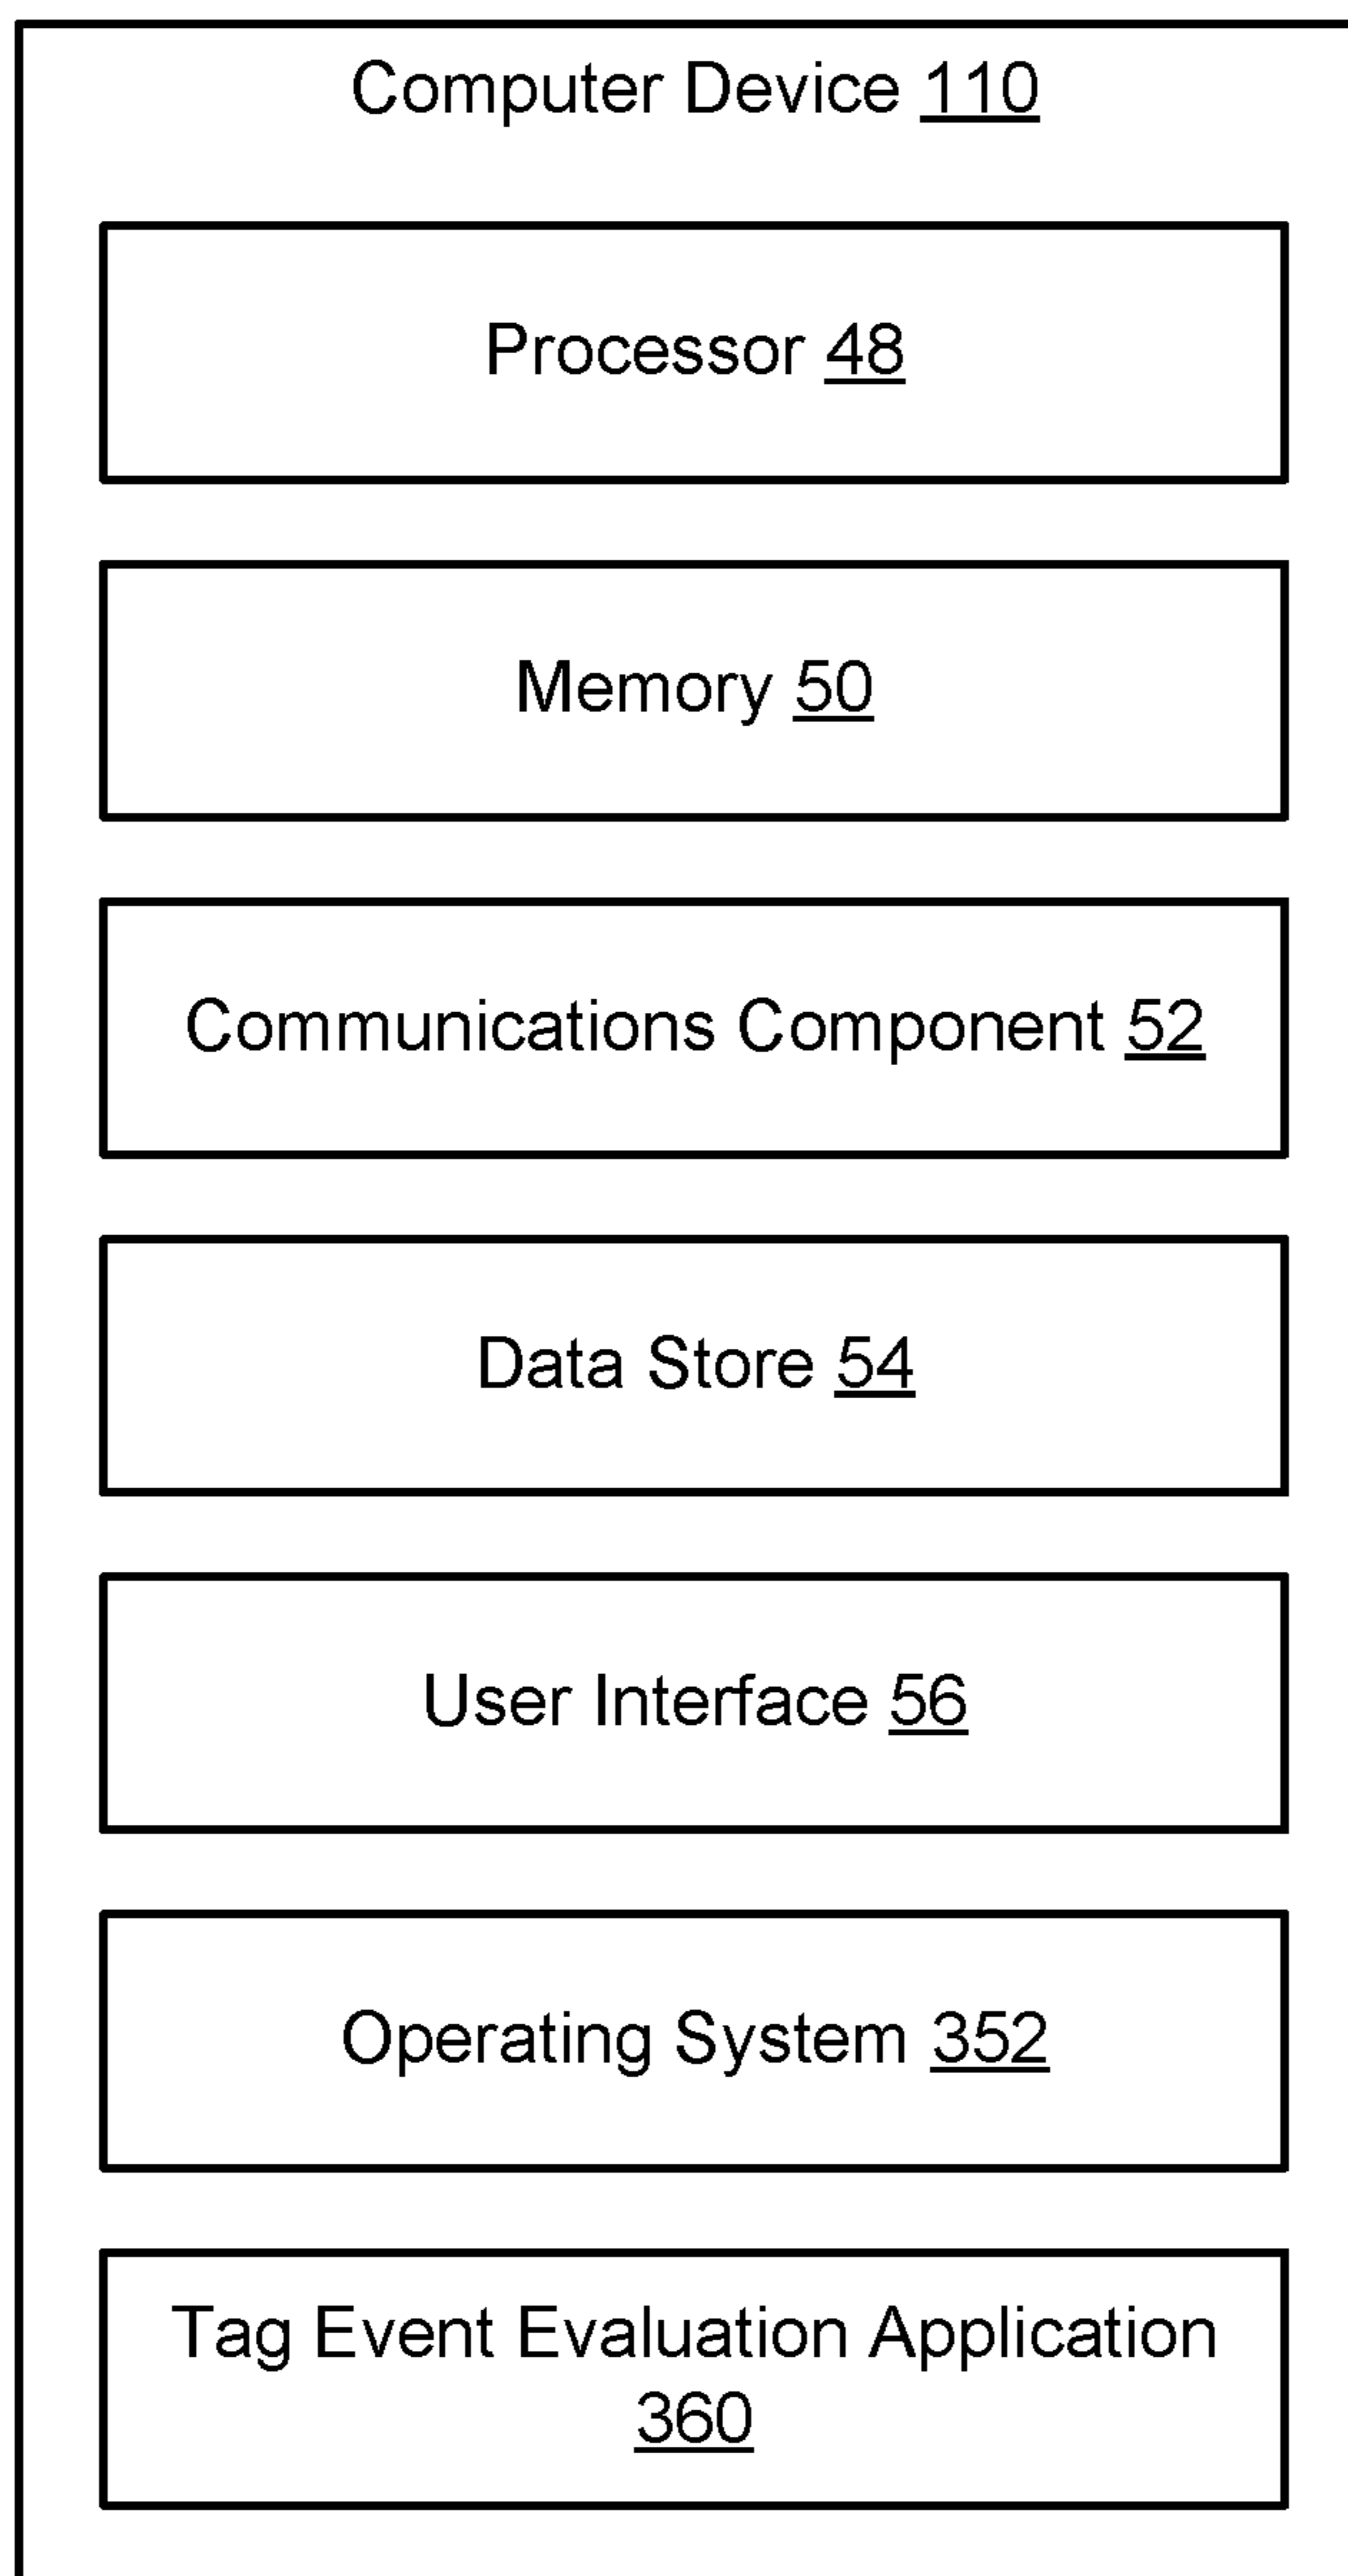 Computer Device 110
Processor 48
Memory 50
Communications Component 52
Data Store 54
User Interface 56
Operating System 352
Tag Event Evaluation Application
360